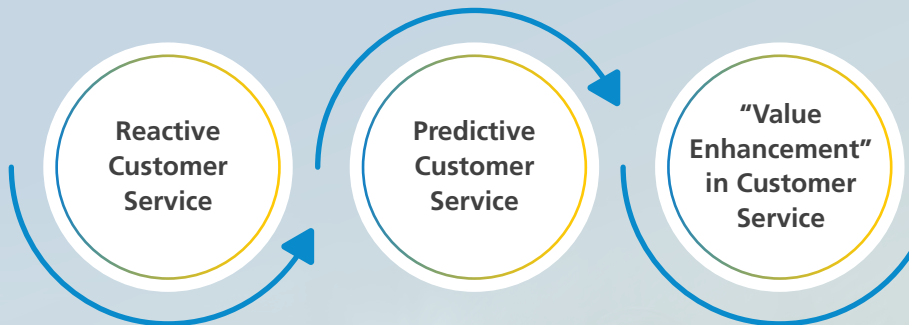 Reactive
Customer
Service
Predictive
Customer
Service
“Value
Enhancement”
in Customer
Service